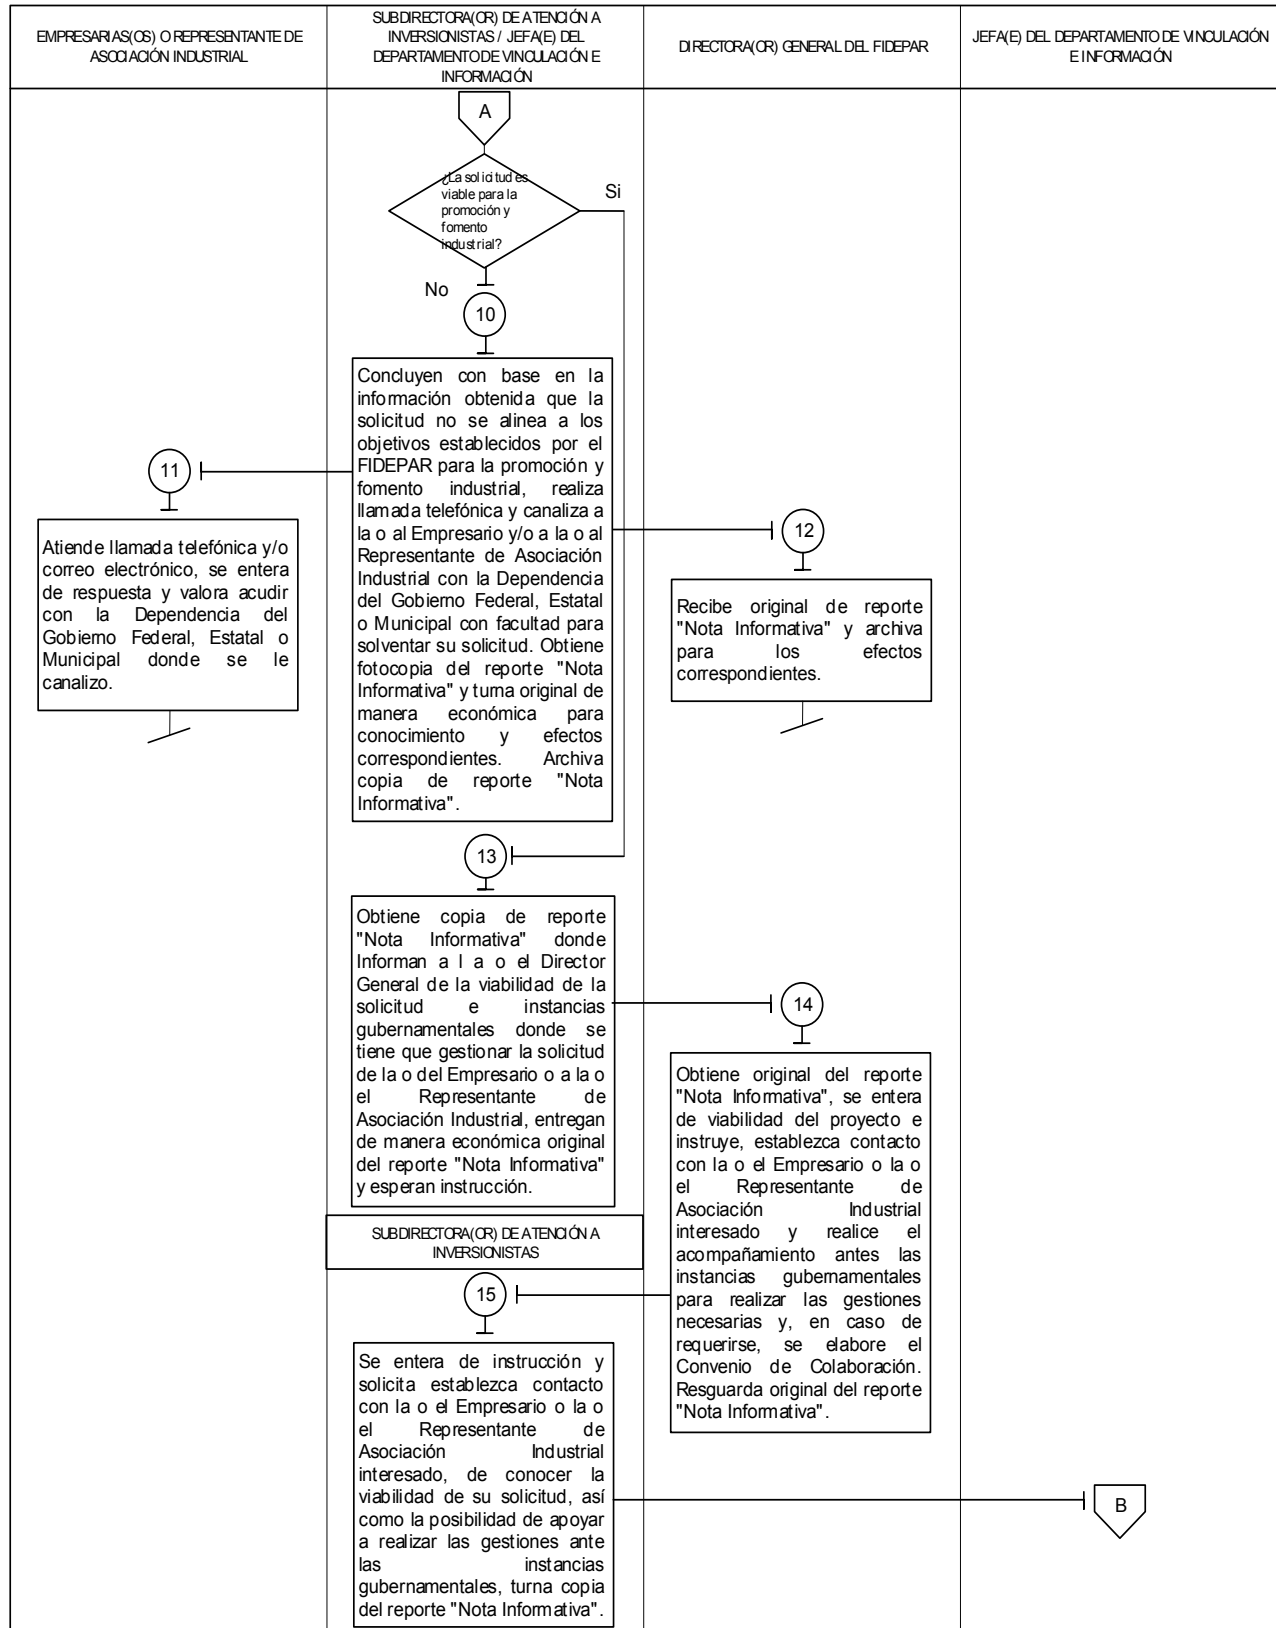 EMPRESARIAS(OS) O REPRESENTANTE DE
ASOCIACIÓN INDUSTRIAL
SUBDIRECTORA(OR) DE ATENCIÓN A
INVERSIONISTAS / JEFA(E) DEL
DEPARTAMENTO DE VINCULACIÓN E
INFORMACIÓN
DIRECTORA(OR) GENERAL DEL FIDEPAR
JEFA(E) DEL DEPARTAMENTO DE VINCULACIÓN
E INFORMACIÓN
A
¿La solicitud es
viable para la
promoción y
fomento
industrial?
Si
No
10
Concluyen con base en la
información obtenida que la
solicitud no se alinea a los
objetivos establecidos por el
FIDEPAR para la promoción y
fomento industrial, realiza
llamada telefónica y canaliza a
la o al Empresario y/o a la o al
Representante de Asociación
Industrial con la Dependencia
del Gobierno Federal, Estatal
o Municipal con facultad para
solventar su solicitud. Obtiene
fotocopia del reporte "Nota
Informativa" y turna original de
manera económica para
conocimiento y efectos
correspondientes. Archiva
copia de reporte "Nota
Informativa".
11
Atiende llamada telefónica y/o
correo electrónico, se entera
de respuesta y valora acudir
con la Dependencia del
Gobierno Federal, Estatal o
Municipal donde se le
canalizo.
12
Recibe original de reporte
"Nota Informativa" y archiva
para los efectos
correspondientes.
13
Obtiene copia de reporte
"Nota Informativa" donde
Informan a l a o el Director
General de la viabilidad de la
solicitud e instancias
gubernamentales donde se
tiene que gestionar la solicitud
de la o del Empresario o a la o
el Representante de
Asociación Industrial, entregan
de manera económica original
del reporte "Nota Informativa"
y esperan instrucción.
14
Obtiene original del reporte
"Nota Informativa", se entera
de viabilidad del proyecto e
instruye, establezca contacto
con la o el Empresario o la o
el Representante de
Asociación Industrial
interesado y realice el
acompañamiento antes las
instancias gubernamentales
para realizar las gestiones
necesarias y, en caso de
requerirse, se elabore el
Convenio de Colaboración.
Resguarda original del reporte
"Nota Informativa".
SUBDIRECTORA(OR) DE ATENCIÓN A
INVERSIONISTAS
15
Se entera de instrucción y
solicita establezca contacto
con la o el Empresario o la o
el Representante de
Asociación Industrial
interesado, de conocer la
viabilidad de su solicitud, así
como la posibilidad de apoyar
a realizar las gestiones ante
las instancias
gubernamentales, turna copia
del reporte "Nota Informativa".
B